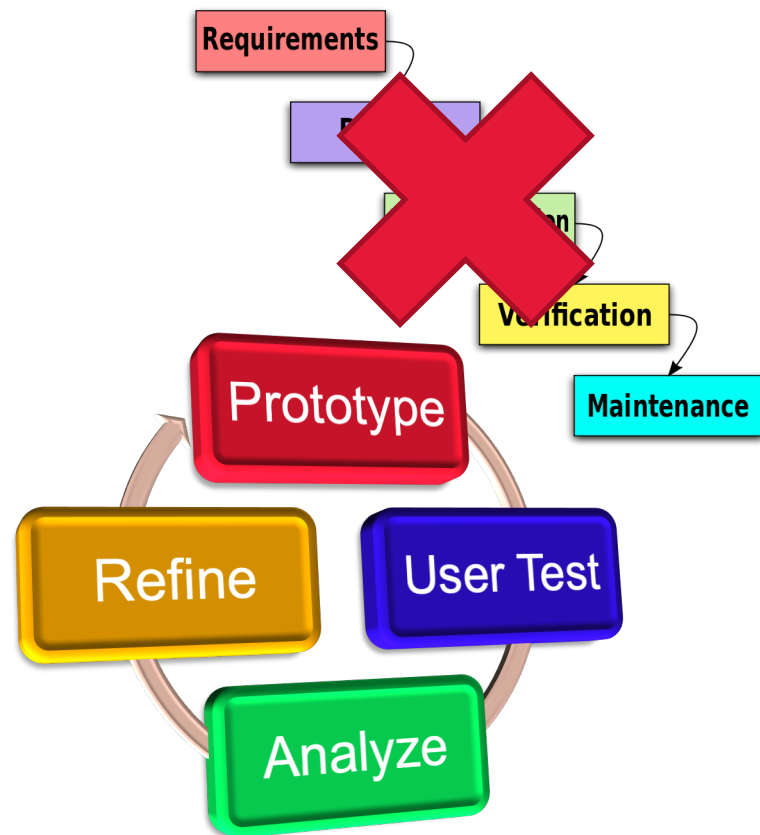 Requirements
Verification
Maintenance
Prototype
User Test
Refine
Analyze